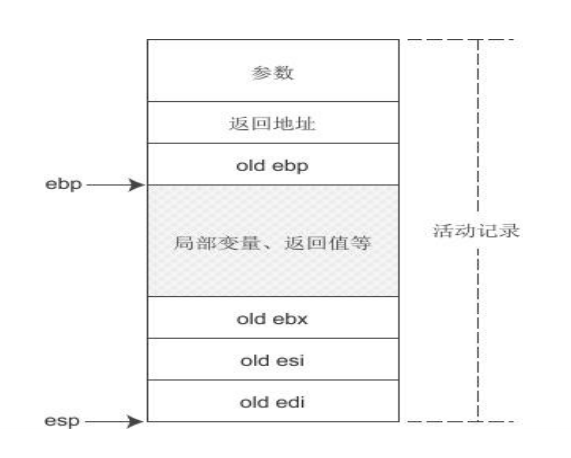 参数
返回地址
old ebp
ebp
局部变量、返回值等
活动记录
old ebx
old esi
old edi
esp